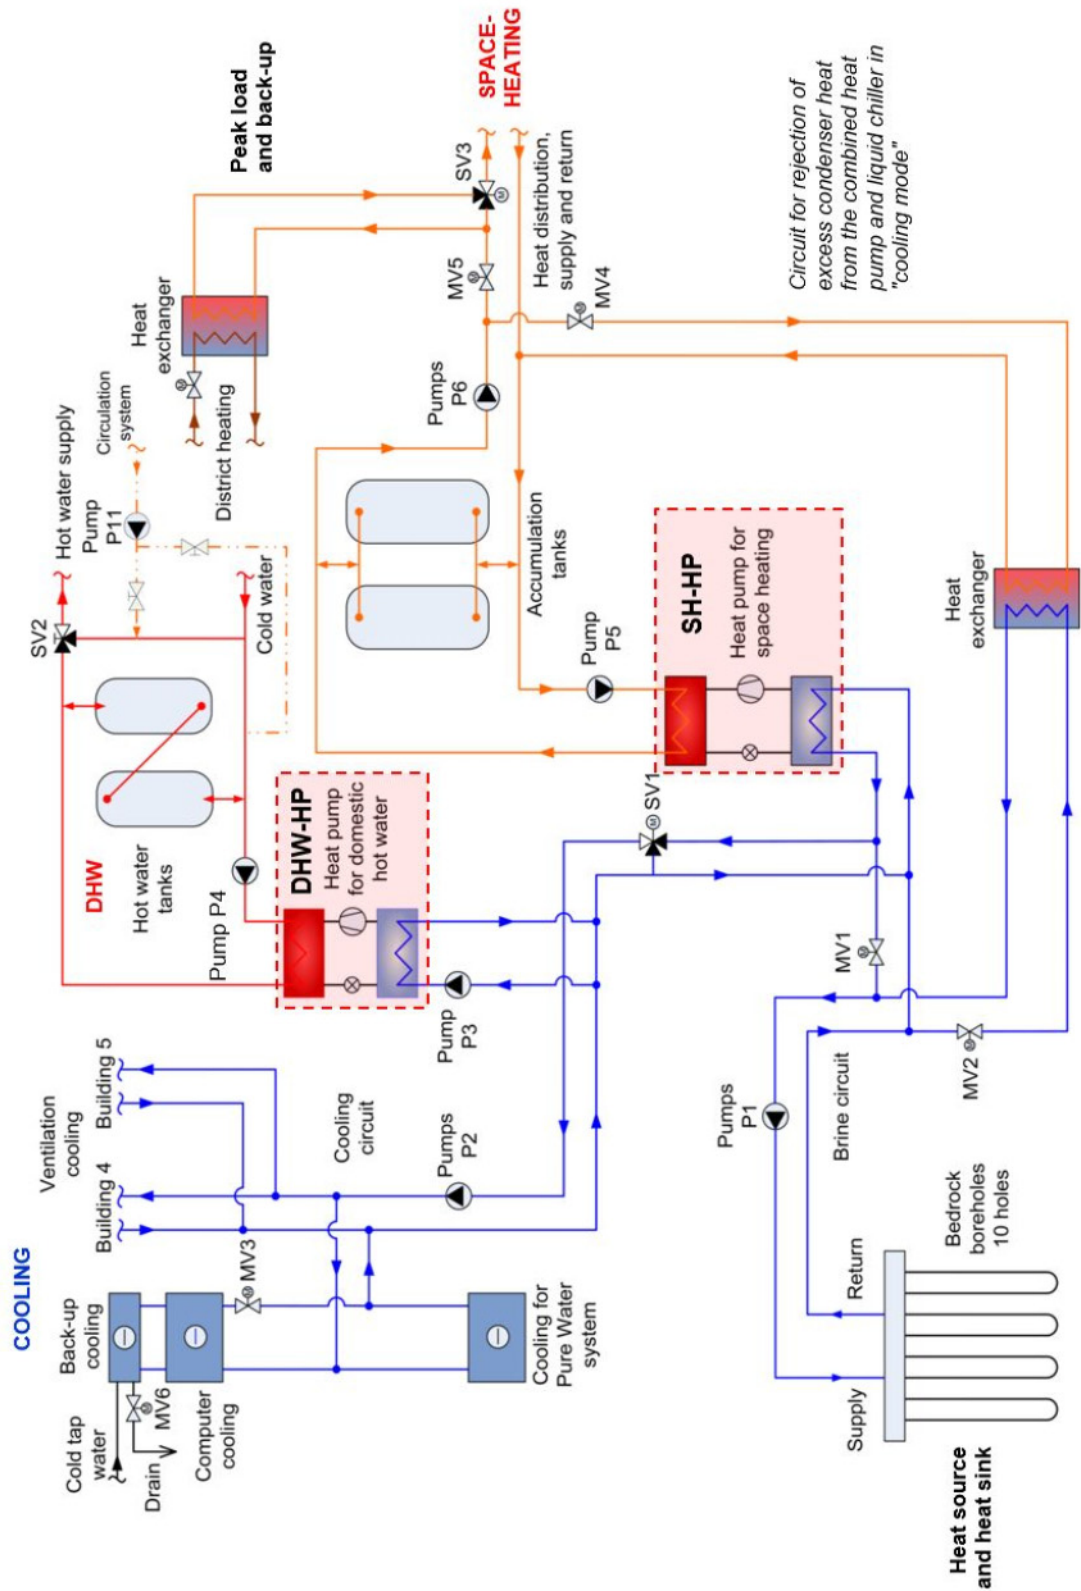 COOLING
Cold tap
water
Drain
MV6
Back-up
cooling
Computer
cooling
MV3
Cooling for
Pure Water
system
Ventilation
cooling
Building 4
Building 5
Cooling
circuit
Pumps
P2
Pump
P3
DHW
Hot water
tanks
Pump P4
DHW-HP
Heat pump
for domestic
hot water
SV2
Hot water supply
Pump
P11
Circulation
system
Cold water
District heating
Heat
exchanger
Peak load
and back-up
Accumulation
tanks
Pumps
P6
MV5
SV3
SPACE-
HEATING
Heat distribution,
supply and return
MV4
Pump
P5
SH-HP
Heat pump for
space heating
SV1
MV1
Pumps
P1
Brine circuit
MV2
Heat
exchanger
Circuit for rejection of
excess condenser heat
from the combined heat
pump and liquid chiller in
"cooling mode"
Supply
Return
Bedrock
boreholes
10 holes
Heat source
and heat sink
M
M
M
M
M
M
M
M